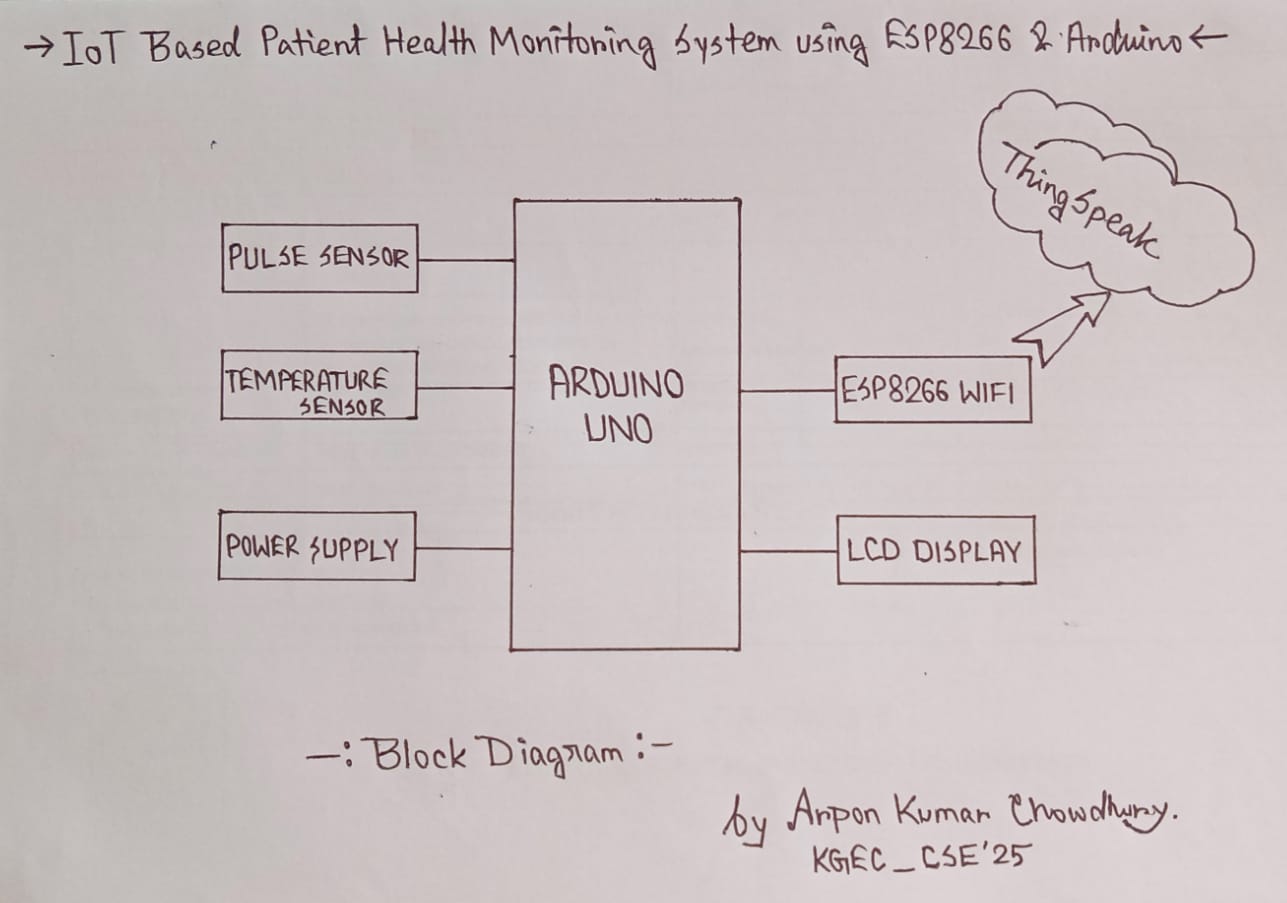 → IoT Based Patient Health Monitoring System using ESP8266 & Arduino ←
ThingSpeak
PULSE SENSOR
TEMPERATURE
SENSOR
ARDUINO
UNO
ESP8266 WIFI
POWER SUPPLY
LCD DISPLAY
—: Block Diagram :-
by Arpon Kumar Chowdhury.
KGEC_CSE'25